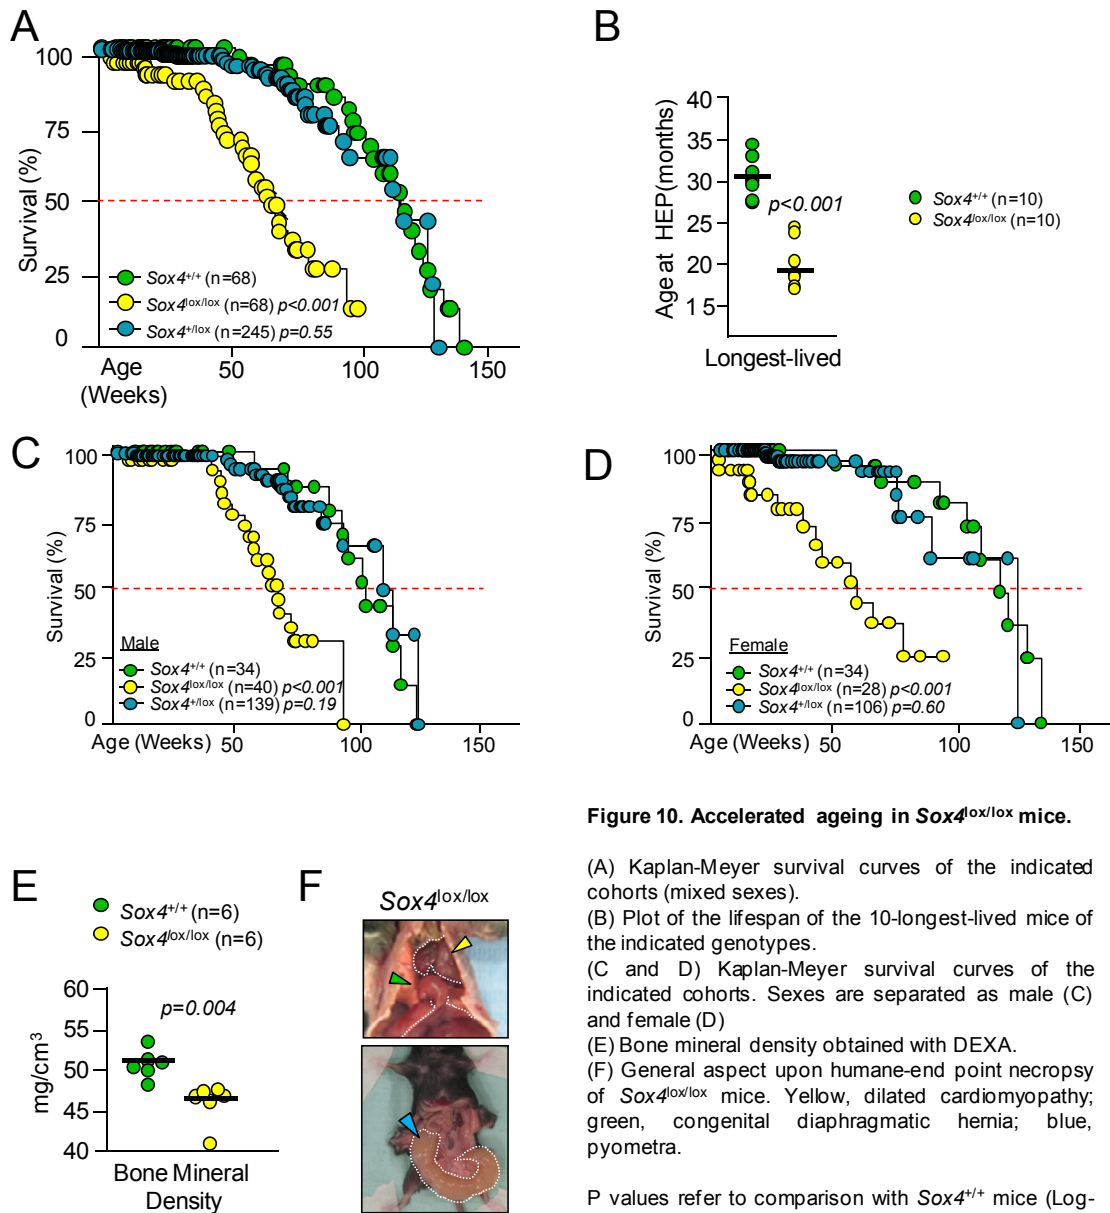 A
100
75
50
25
0
Survival (%)
Sox4+/+ (n=68)
Sox4lox/lox (n=68) p<0.001
Sox4+/lox (n=245) p=0.55
Age
(Weeks)
50
100
150
B
40
35
30
25
20
15
Age at HEP(months)
p<0.001
Longest-lived
Sox4+/+ (n=10)
Sox4lox/lox (n=10)
C
100
75
50
25
0
Survival (%)
Male
Sox4+/+ (n=34)
Sox4lox/lox (n=40) p<0.001
Sox4+/lox (n=139) p=0.19
Age (Weeks)
50
100
150
D
100
75
50
25
0
Survival (%)
Female
Sox4+/+ (n=34)
Sox4lox/lox (n=28) p<0.001
Sox4+/lox (n=106) p=0.60
Age (Weeks)
50
100
150
E
Sox4+/+ (n=6)
Sox4lox/lox (n=6)
60
55
50
45
40
mg/cm3
p=0.004
Bone Mineral
Density
F
Sox4lox/lox
Figure 10. Accelerated ageing in Sox4lox/lox mice.
(A) Kaplan-Meyer survival curves of the indicated
cohorts (mixed sexes).
(B) Plot of the lifespan of the 10-longest-lived mice of
the indicated genotypes.
(C and D) Kaplan-Meyer survival curves of the
indicated cohorts. Sexes are separated as male (C)
and female (D)
(E) Bone mineral density obtained with DEXA.
(F) General aspect upon humane-end point necropsy
of Sox4lox/lox mice. Yellow, dilated cardiomyopathy;
green, congenital diaphragmatic hernia; blue,
pyometra.
P values refer to comparison with Sox4+/+ mice (Log-